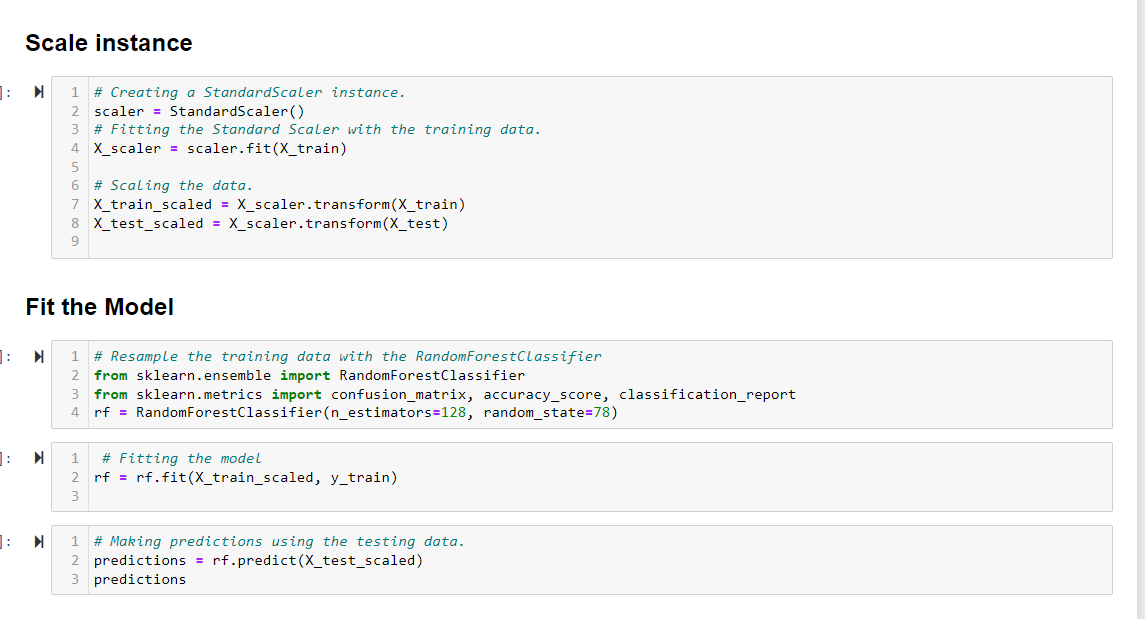 Scale instance
]:
1 # Creating a StandardScaler instance.
2 scaler = StandardScaler()
3 # Fitting the Standard Scaler with the training data.
4 X_scaler = scaler.fit(X_train)
5
6 # Scaling the data.
7 X_train_scaled = X_scaler.transform(X_train)
8 X_test_scaled = X_scaler.transform(X_test)
9
Fit the Model
]:
1 # Resample the training data with the RandomForestClassifier
2 from sklearn.ensemble import RandomForestClassifier
3 from sklearn.metrics import confusion_matrix, accuracy_score, classification_report
4 rf = RandomForestClassifier(n_estimators=128, random_state=78)
]:
1  # Fitting the model
2 rf = rf.fit(X_train_scaled, y_train)
3
]:
1 # Making predictions using the testing data.
2 predictions = rf.predict(X_test_scaled)
3 predictions